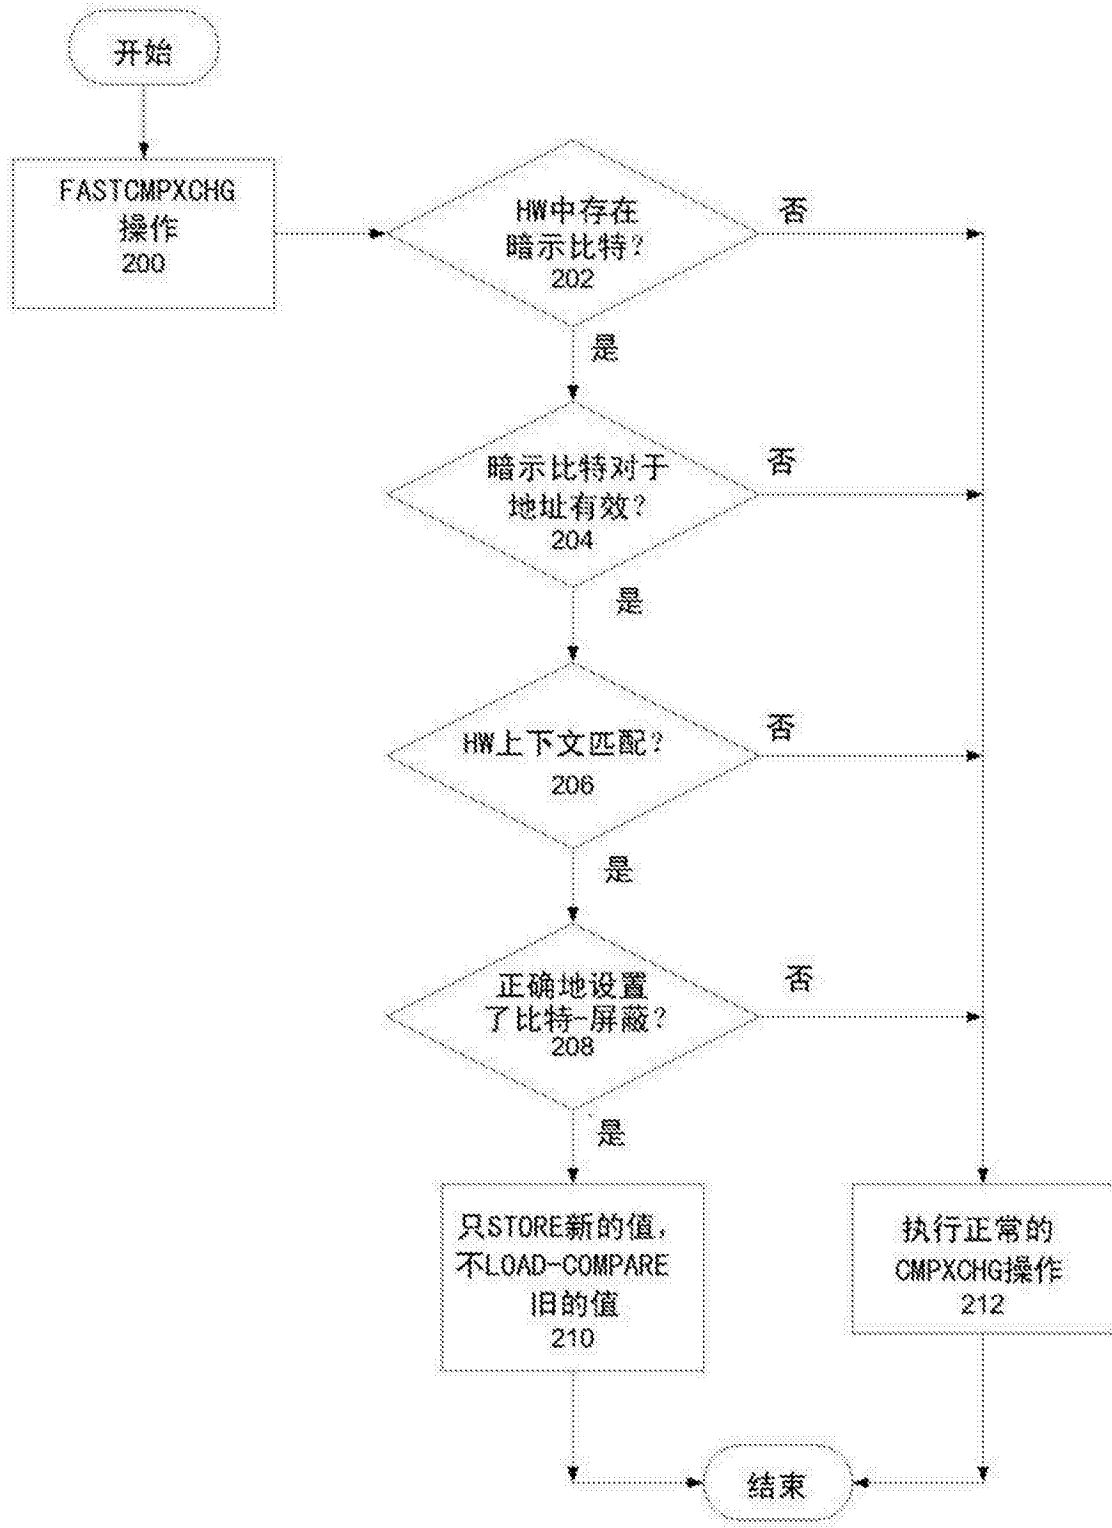 开始
FASTCMPXCHG
操作
200
HW中存在
暗示比特?
202
否
是
暗示比特对于
地址有效?
204
否
是
HW上下文匹配?
206
否
是
正确地设置
了比特-屏蔽?
208
否
是
只STORE新的值,
不LOAD-COMPARE
旧的值
210
执行正常的
CMPXCHG操作
212
结束